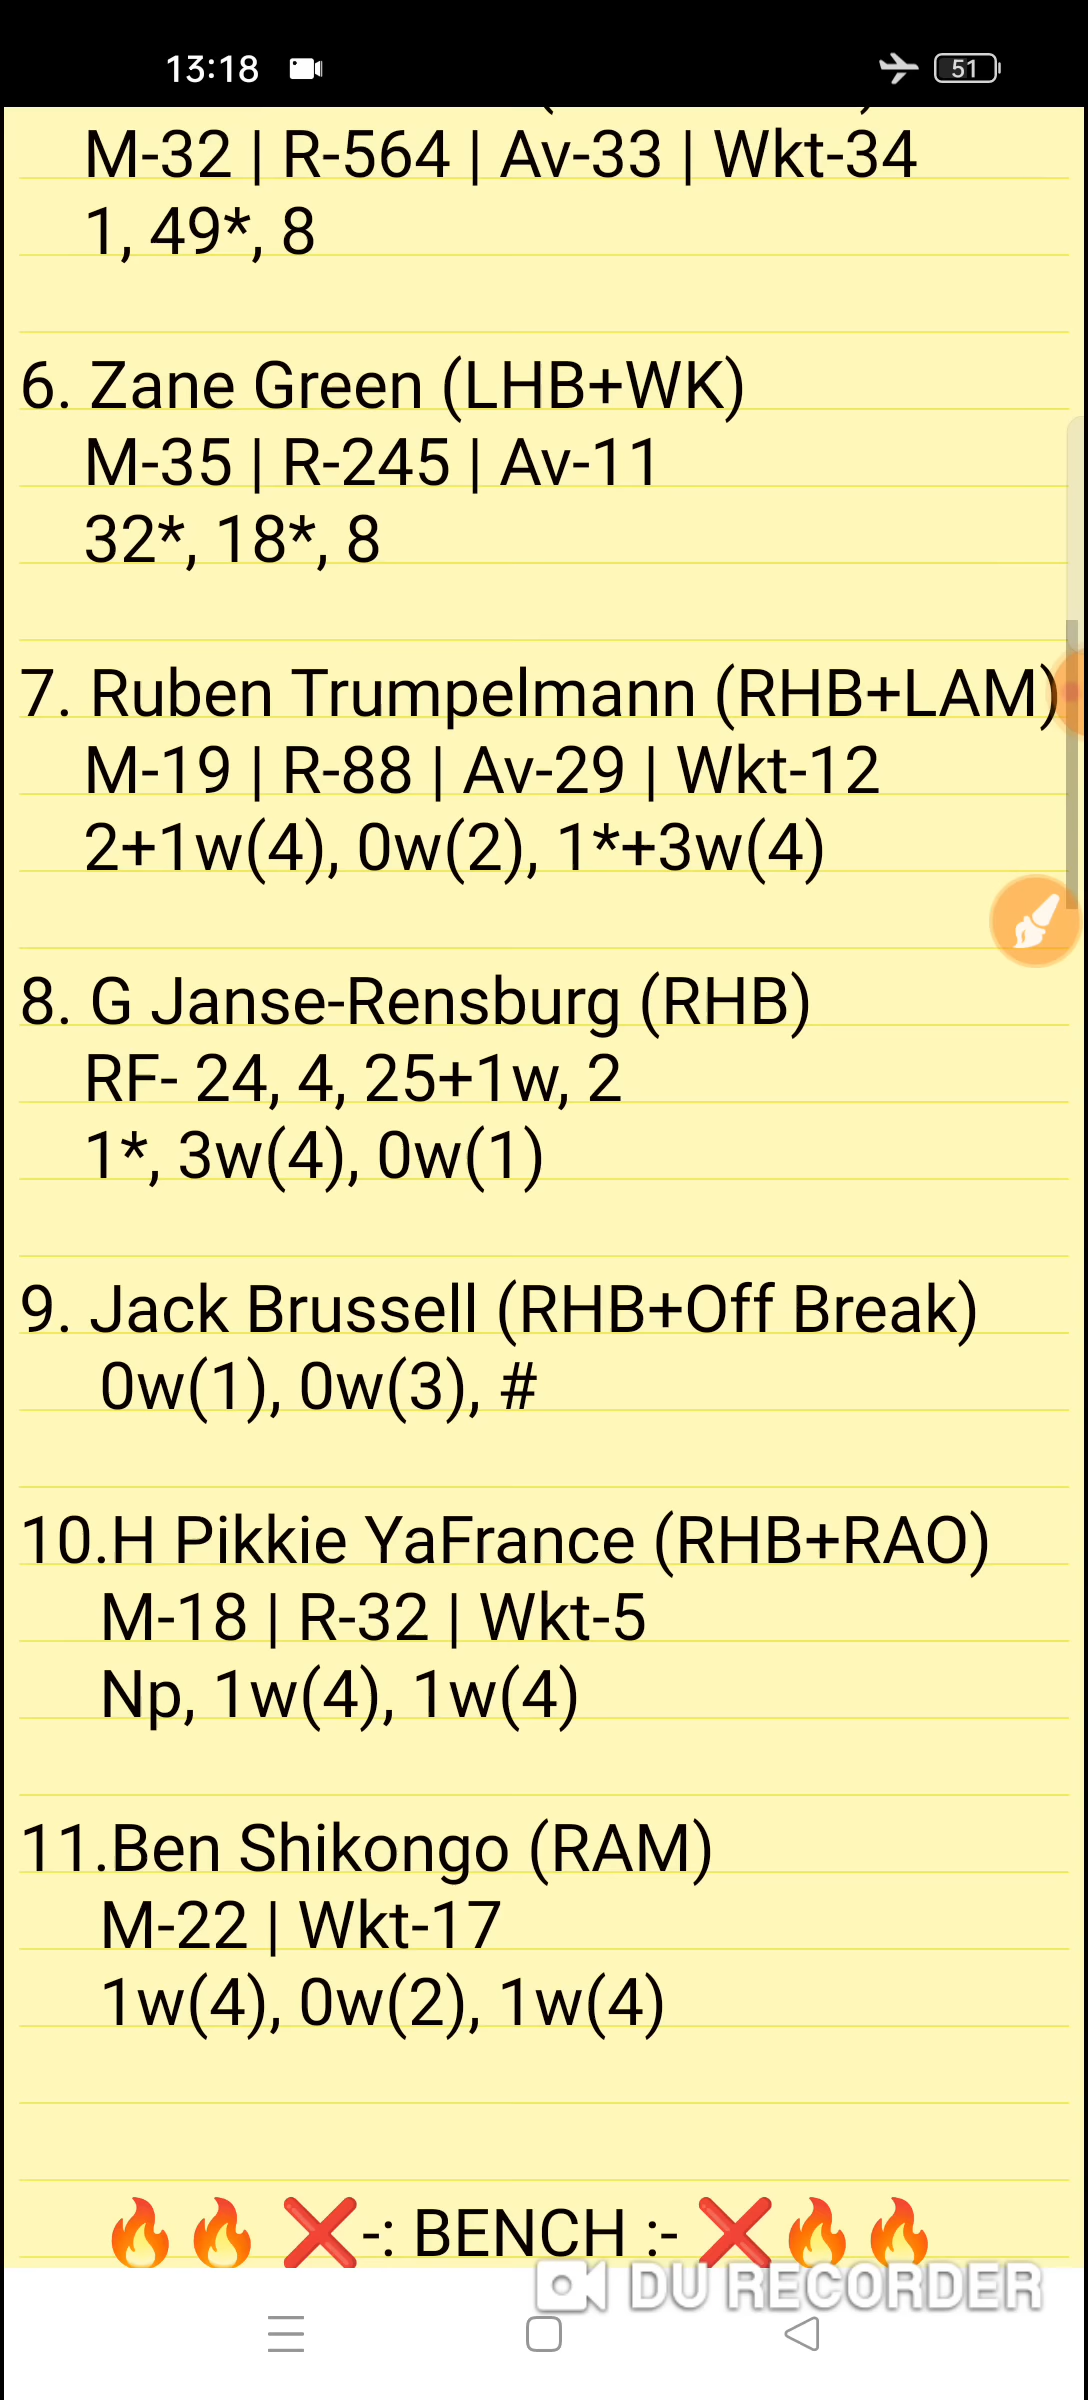 13:18
51
M-32 | R-564 | Av-33 | Wkt-34
1, 49*, 8
6. Zane Green (LHB+WK)
M-35 | R-245 | Av-11
32*, 18*, 8
7. Ruben Trumpelmann (RHB+LAM)
M-19 | R-88 | Av-29 | Wkt-12
2+1w(4), 0w(2), 1*+3w(4)
8. G Janse-Rensburg (RHB)
RF- 24, 4, 25+1w, 2
1*, 3w(4), 0w(1)
9. Jack Brussell (RHB+Off Break)
0w(1), 0w(3), #
10.H Pikkie YaFrance (RHB+RAO)
M-18 | R-32 | Wkt-5
Np, 1w(4), 1w(4)
11.Ben Shikongo (RAM)
M-22 | Wkt-17
1w(4), 0w(2), 1w(4)
🔥🔥 ❌-: BENCH :- ❌🔥🔥
DU RECORDER